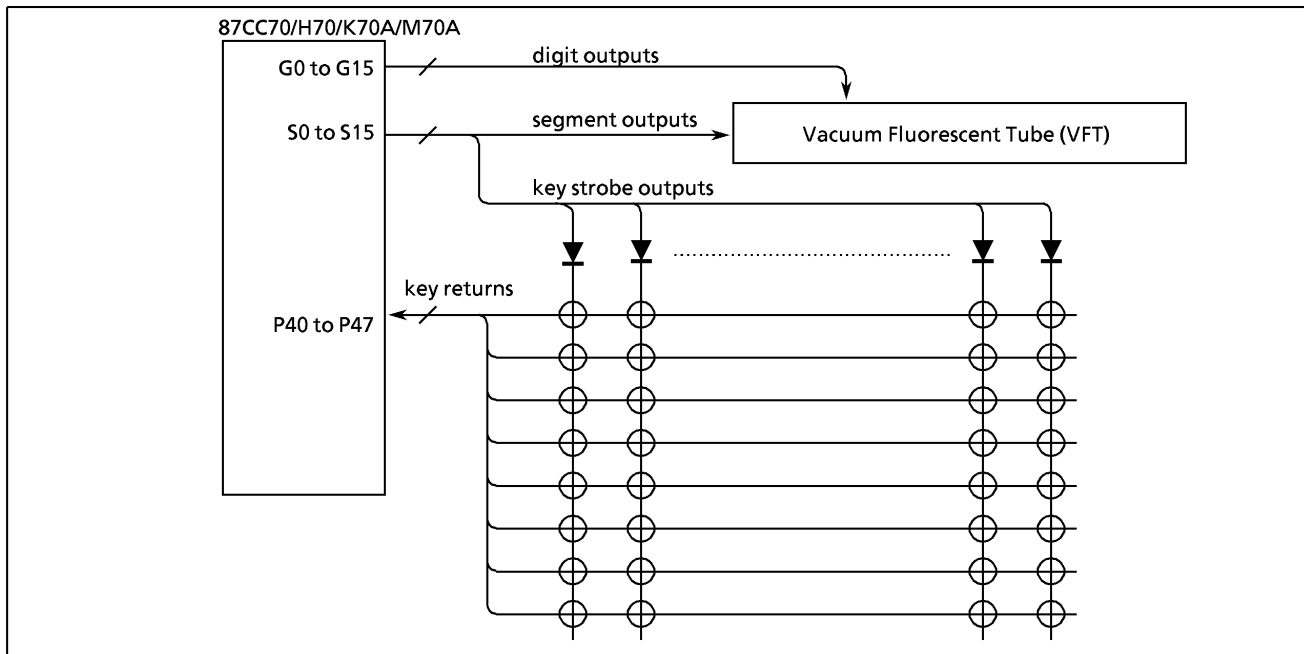 87CC70/H70/K70A/M70A
G0 to G15
digit outputs
S0 to S15
segment outputs
Vacuum Fluorescent Tube (VFT)
key strobe outputs
key returns
P40 to P47